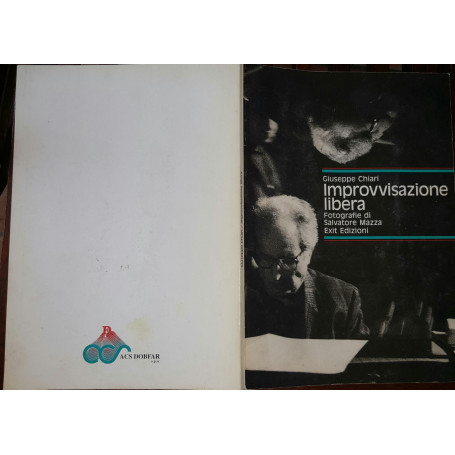 Giuseppe Chiari
Improvvisazione
libera
Fotografie di
Salvatore Mazza
Exit Edizioni
ACS DOBFAR
s.p.a.